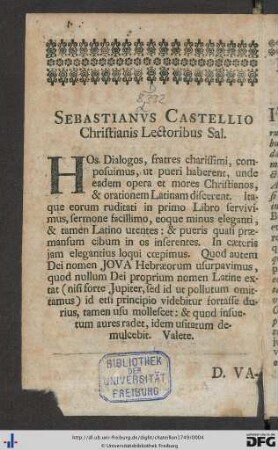 SEBASTIANVS CASTELLIO
Christianis Lectoribus Sal.
HOs Dialogos, fratres charissimi, com-
posuimus, ut pueri haberent, unde
eadem opera et mores Christianos,
& orationem Latinam discerent. Ita-
que eorum ruditati in primo Libro servivi-
mus, sermone facillimo, eoque minus eleganti,
& tamen Latino utentes; & pueris quasi præ-
mansum cibum in os inserentes. In cæteris
jam elegantius loqui cœpimus. Quod autem
Dei nomen JOVA Hebræorum usurpavimus,
quod nullum Dei proprium nomen Latine ex-
tat (nisi forte Jupiter, sed id ut pollutum omit-
tamus) id etsi principio videbitur fortasse du-
rius, tamen usu mollescet: & quod insue-
tum aures radet, idem usitatum de-
mulcebit. Valete.
D. VA-
BIBLIOTHEK
DER
UNIVERSITÄT
FREIBURG
http://dl.ub.uni-freiburg.de/diglit/chateillon1749/0004
© Universitätsbibliothek Freiburg